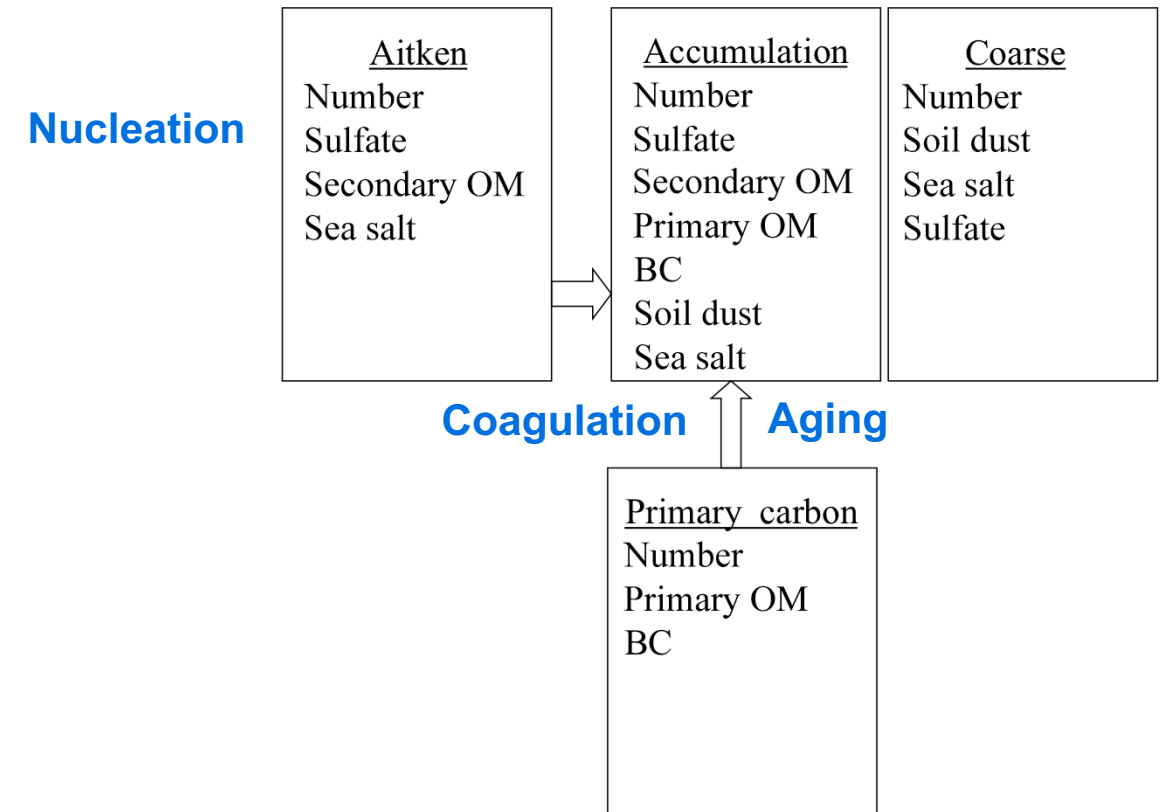 Nucleation
Aitken
Number
Sulfate
Secondary OM
Sea salt
Accumulation
Number
Sulfate
Secondary OM
Primary OM
BC
Soil dust
Sea salt
Coarse
Number
Soil dust
Sea salt
Sulfate
Coagulation
Aging
Primary carbon
Number
Primary OM
BC